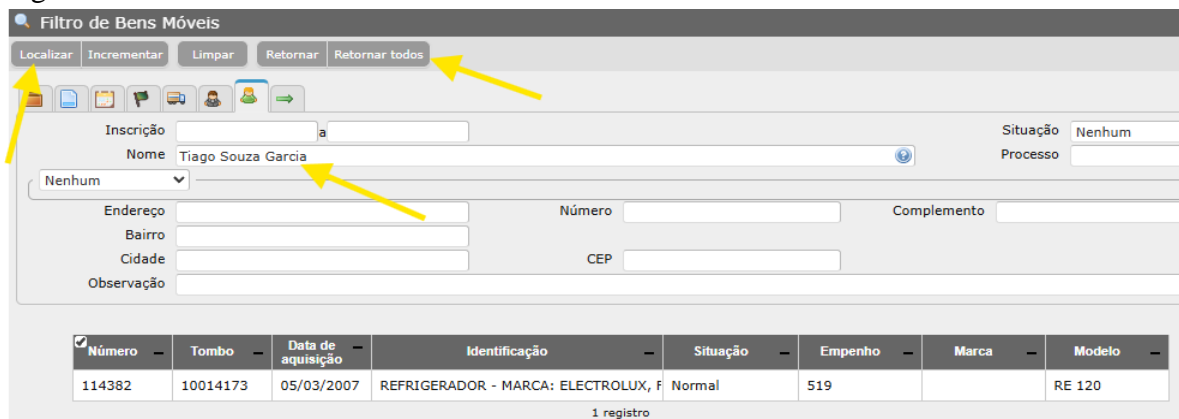 Filtro de Bens Móveis
Localizar Incrementar Limpar Retornar Retornar todos
Inscrição a Situação Nenhum
Nome Tiago Souza Garcia Processo
Nenhum
Endereço Número Complemento
Bairro
Cidade CEP
Observação
Número Tombo Data de aquisição Identificação Situação Empenho Marca Modelo
114382 10014173 05/03/2007 REFRIGERADOR - MARCA: ELECTROLUX, F Normal 519 RE 120
1 registro